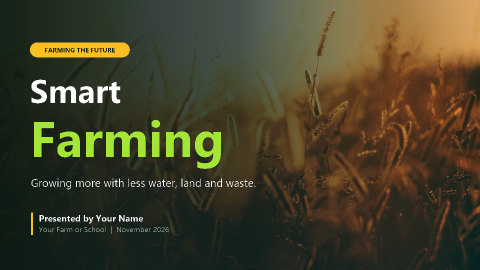 FARMING THE FUTURE
Smart
Farming
Growing more with less water, land and waste.
Presented by Your Name
Your Farm or School | November 2026